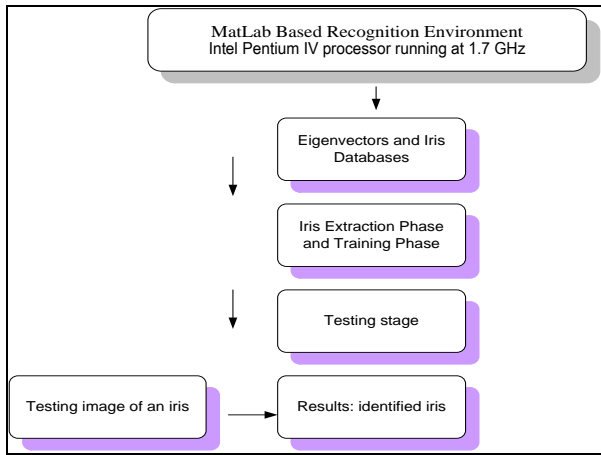 MatLab Based Recognition Environment
Intel Pentium IV processor running at 1.7 GHz
Eigenvectors and Iris
Databases
Iris Extraction Phase
and Training Phase
Testing stage
Testing image of an iris
Results: identified iris